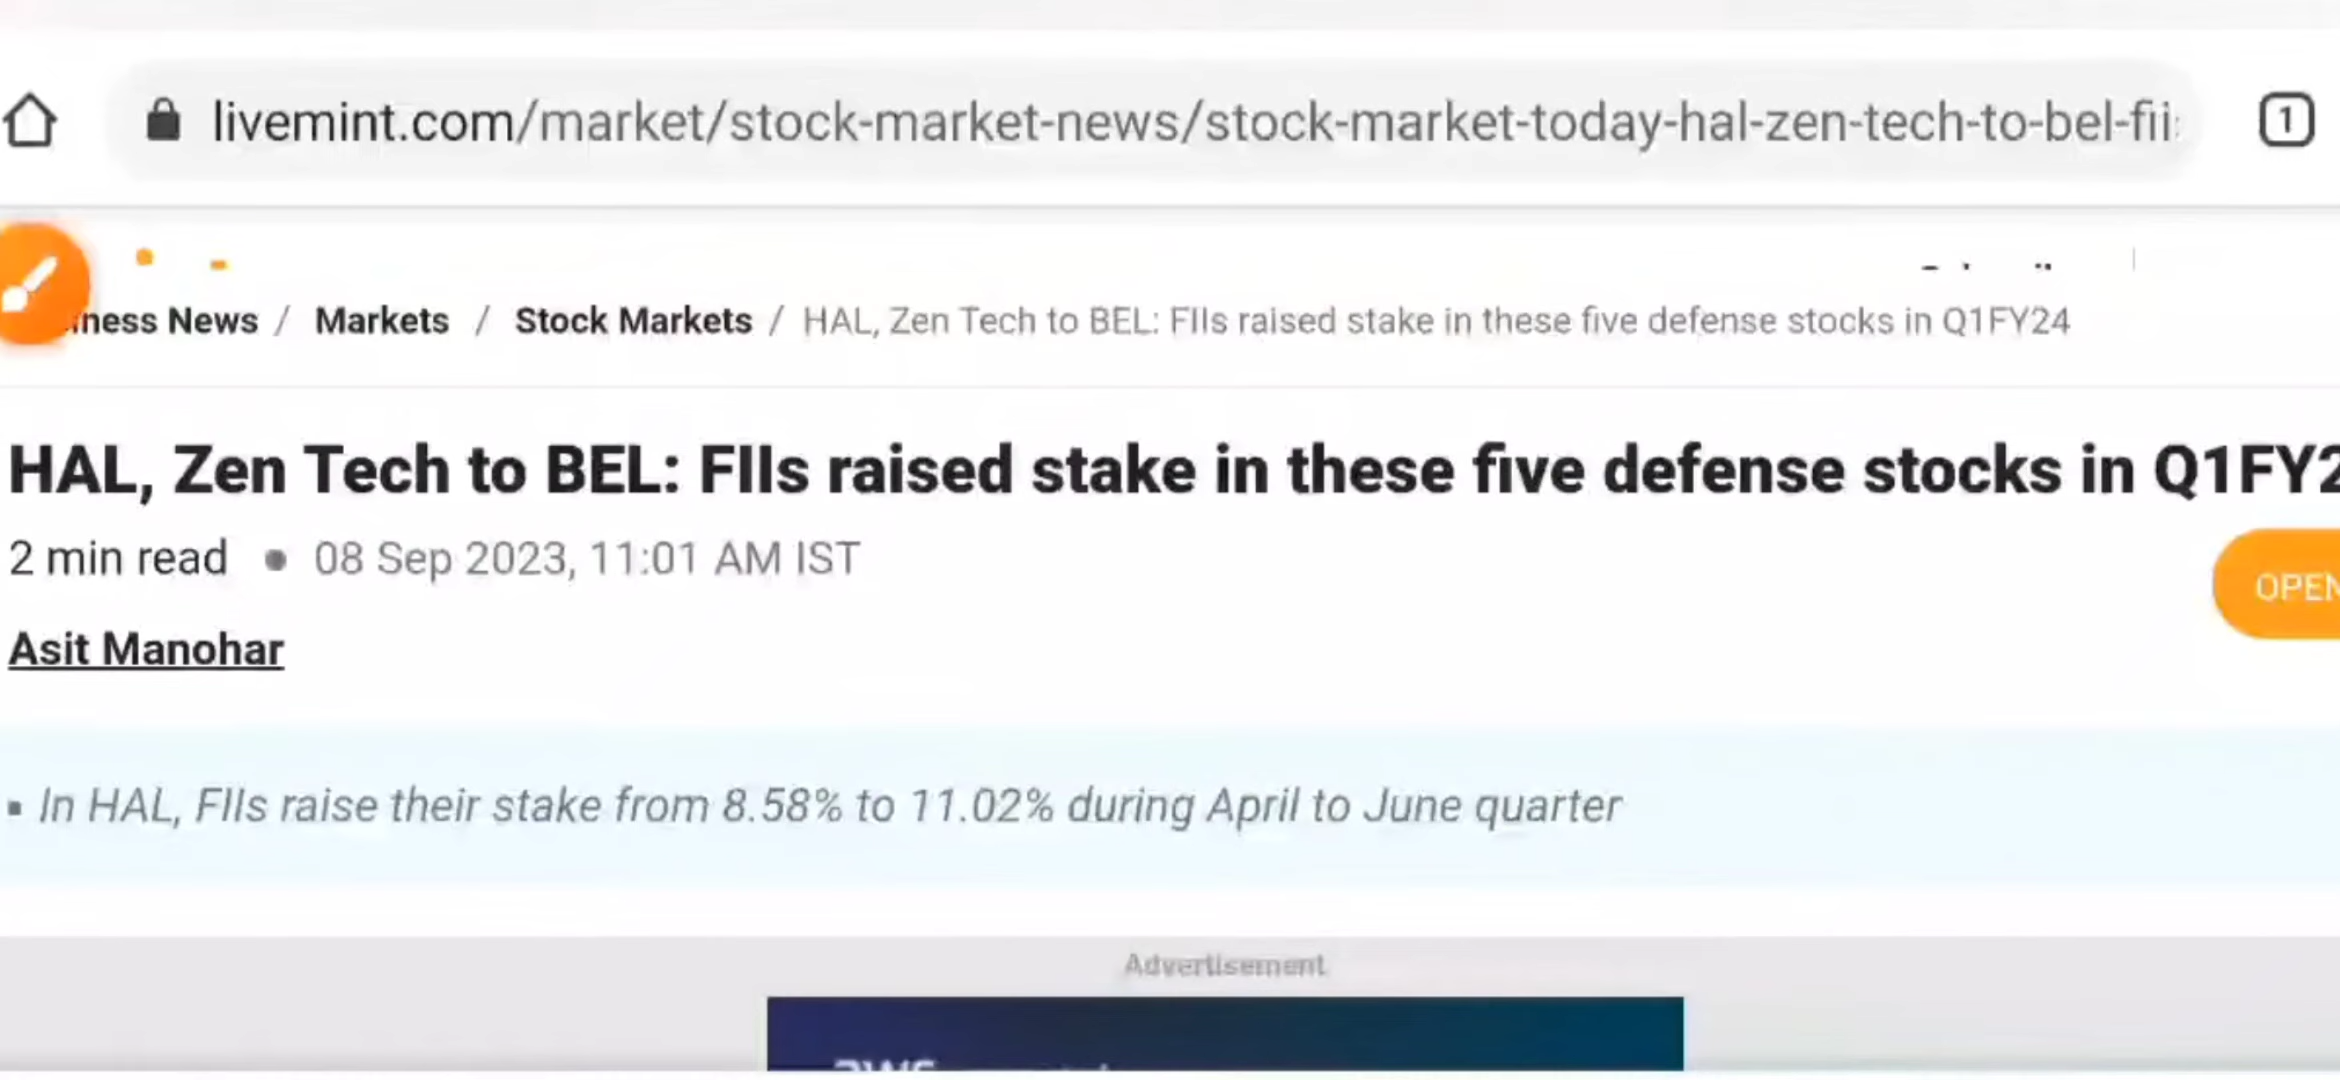 livemint.com/market/stock-market-news/stock-market-today-hal-zen-tech-to-bel-fii
1
ness News / Markets / Stock Markets / HAL, Zen Tech to BEL: FIIs raised stake in these five defense stocks in Q1FY24
HAL, Zen Tech to BEL: FIIs raised stake in these five defense stocks in Q1FY2
2 min read • 08 Sep 2023, 11:01 AM IST
OPEN
Asit Manohar
▪ In HAL, FIIs raise their stake from 8.58% to 11.02% during April to June quarter
Advertisement
aws